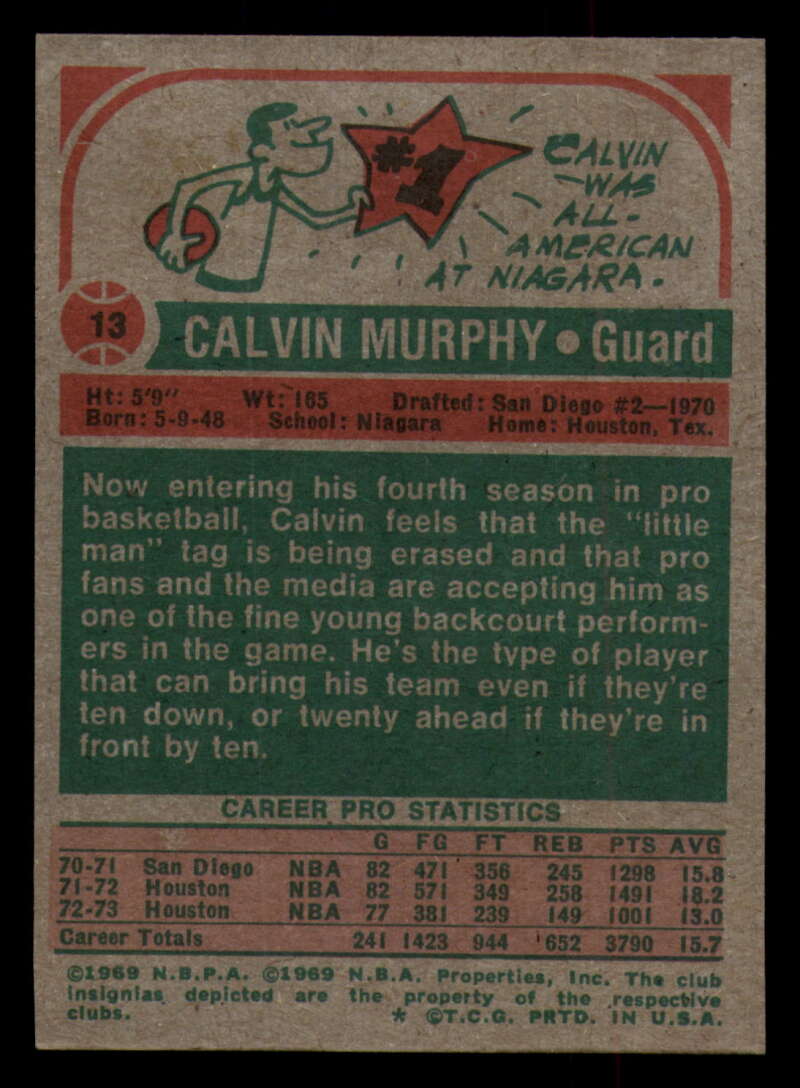 #1
CALVIN
WAS
ALL-
AMERICAN
AT NIAGARA.
13
CALVIN MURPHY • Guard
Ht: 5'9" Wt: 165 Drafted: San Diego #2—1970
Born: 5-9-48 School: Niagara Home: Houston, Tex.
Now entering his fourth season in pro
basketball, Calvin feels that the "little
man" tag is being erased and that pro
fans and the media are accepting him as
one of the fine young backcourt perform-
ers in the game. He's the type of player
that can bring his team even if they're
ten down, or twenty ahead if they're in
front by ten.
CAREER PRO STATISTICS
G FG FT REB PTS AVG
70-71 San Diego NBA 82 471 356 245 1298 15.8
71-72 Houston NBA 82 571 349 258 1491 18.2
72-73 Houston NBA 77 381 239 149 1001 13.0
Career Totals 241 1423 944 652 3790 15.7
©1969 N.B.P.A. ©1969 N.B.A. Properties, Inc. The club
insignias depicted are the property of the respective
clubs. * ©T.C.G. PRTD. IN U.S.A.